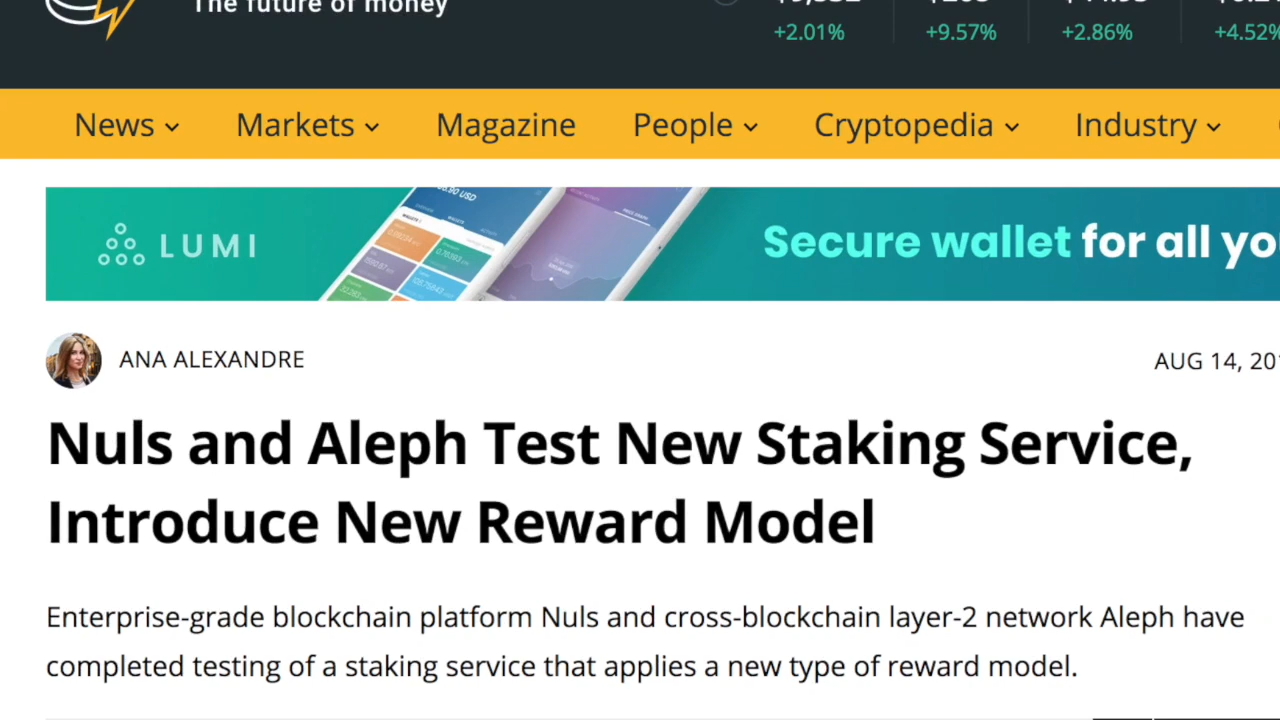 The future of money
+2.01%
+9.57%
+2.86%
+4.52%
News
Markets
Magazine
People
Cryptopedia
Industry
LUMI
Secure wallet for all yo
ANA ALEXANDRE
AUG 14, 20
Nuls and Aleph Test New Staking Service,
Introduce New Reward Model
Enterprise-grade blockchain platform Nuls and cross-blockchain layer-2 network Aleph have
completed testing of a staking service that applies a new type of reward model.